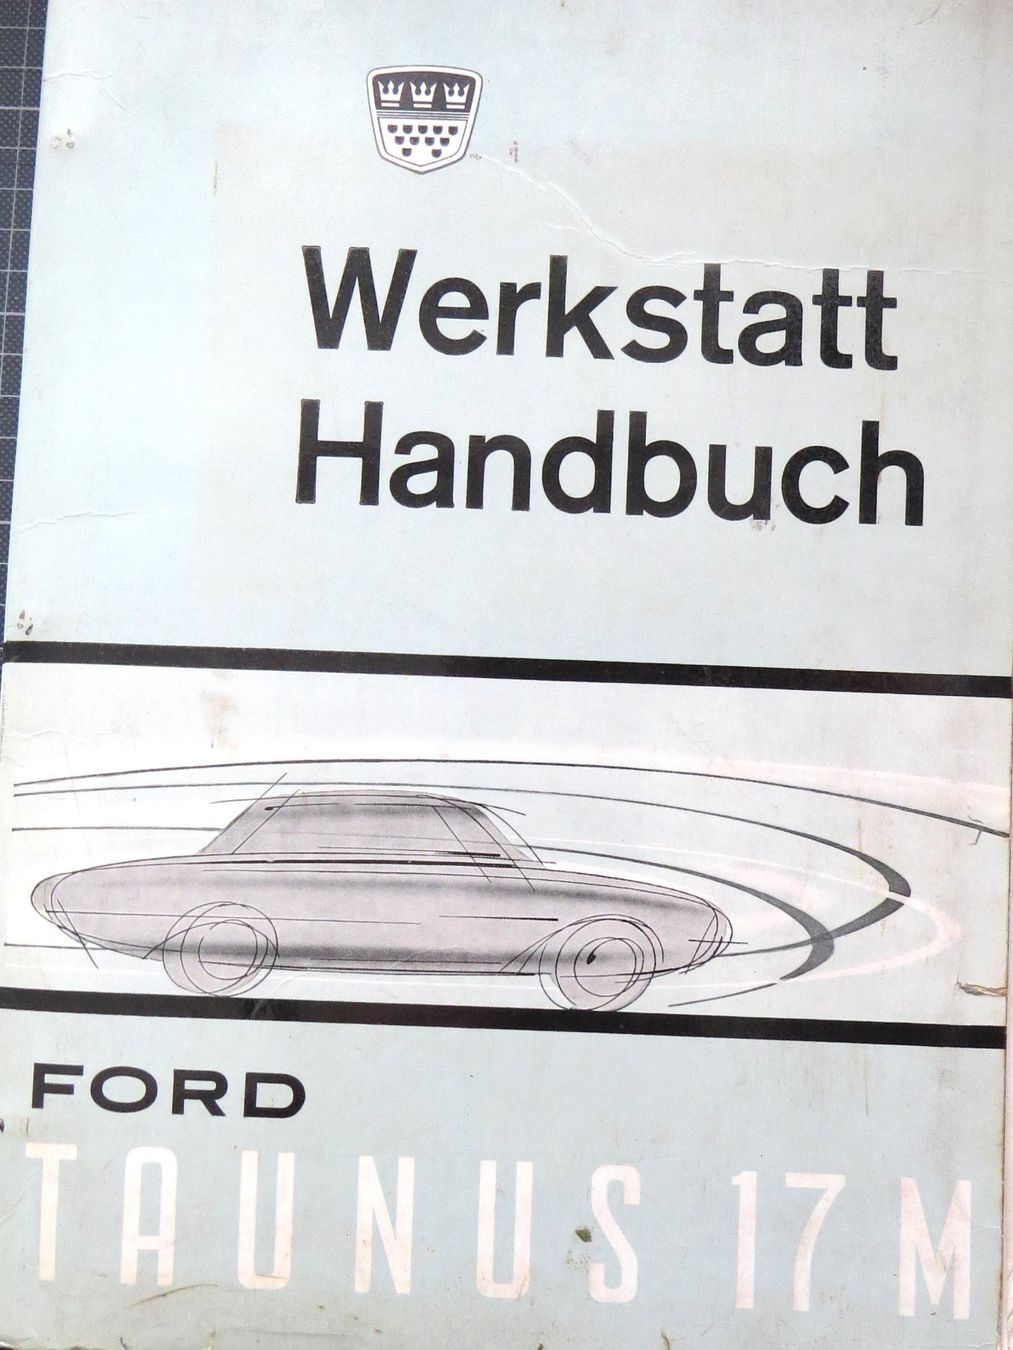 Werkstatt
Handbuch
FORD
TAUNUS 17 M